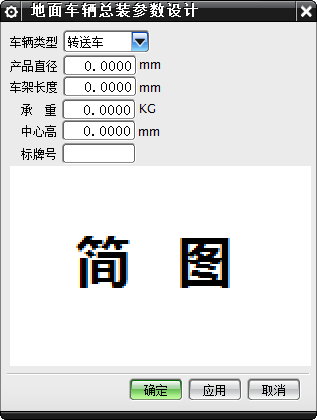 地面车辆总装参数设计
车辆类型 转送车
产品直径 0.0000 mm
车架长度 0.0000 mm
承 重 0.0000 KG
中心高 0.0000 mm
标牌号
简 图
确定 应用 取消